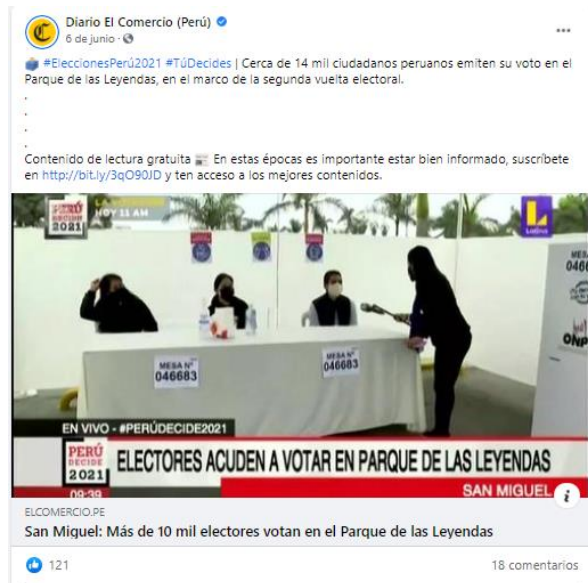 Diario El Comercio (Perú)
6 de junio ·
#EleccionesPerú2021 #TúDecides | Cerca de 14 mil ciudadanos peruanos emiten su voto en el
Parque de las Leyendas, en el marco de la segunda vuelta electoral.
.
.
.
.
Contenido de lectura gratuita 📰 En estas épocas es importante estar bien informado, suscríbete
en http://bit.ly/3qO90JD y ten acceso a los mejores contenidos.
PERÚ
DECIDE
2021
HOY 11 AM
Latina
MESA N°
046683
MESA N°
046683
046
ONP
EN VIVO - #PERÚDECIDE2021
PERÚ
DECIDE
2021
ELECTORES ACUDEN A VOTAR EN PARQUE DE LAS LEYENDAS
09:39
SAN MIGUEL
ELCOMERCIO.PE
San Miguel: Más de 10 mil electores votan en el Parque de las Leyendas
121
18 comentarios